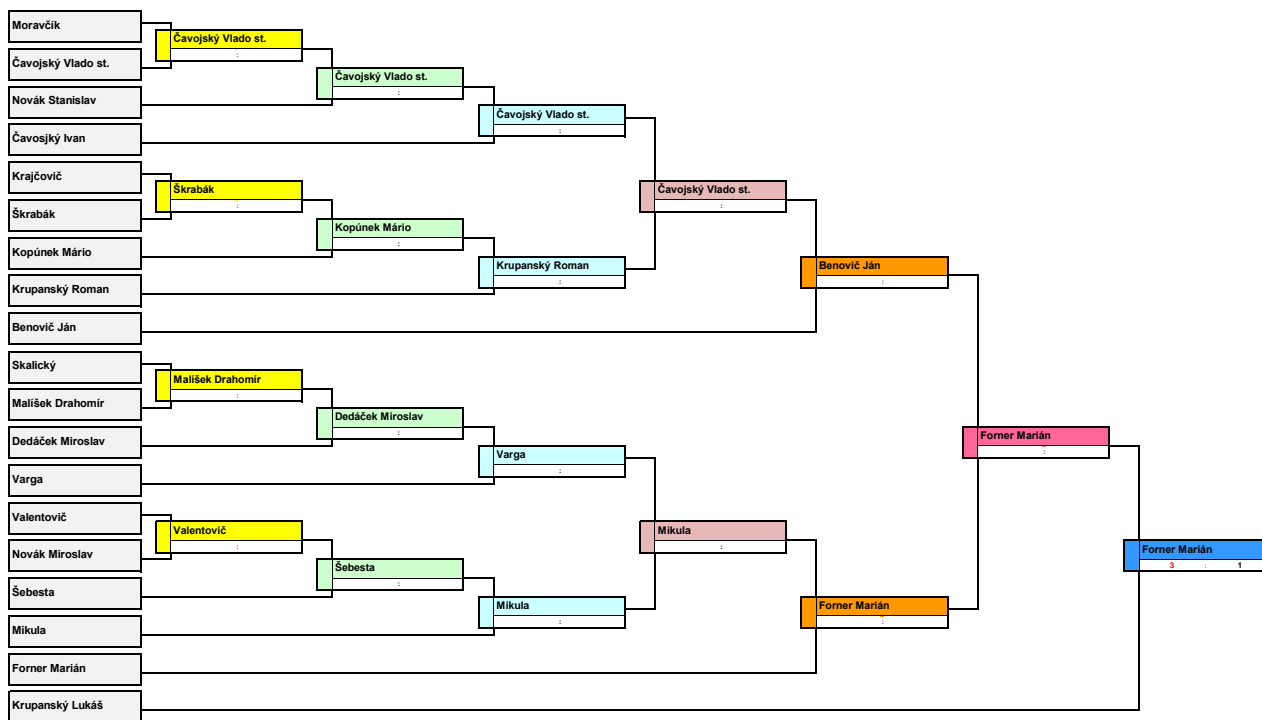 Moravčík
Čavojský Vlado st.
Čavojský Vlado st.
:
Čavojský Vlado st.
:
Novák Stanislav
Čavojský Vlado st.
:
Čavosjký Ivan
Krajčovič
Škrabák
:
Čavojský Vlado st.
:
Škrabák
Kopúnek Mário
:
Kopúnek Mário
Krupanský Roman
:
Benovič Ján
:
Krupanský Roman
Benovič Ján
Skalický
Malíšek Drahomír
:
Malíšek Drahomír
Dedáček Miroslav
:
Dedáček Miroslav
Forner Marián
:
Varga
:
Varga
Valentovič
Valentovič
:
Mikula
:
Novák Miroslav
Forner Marián
3 : 1
Šebesta
:
Šebesta
Mikula
:
Forner Marián
:
Mikula
Forner Marián
Krupanský Lukáš